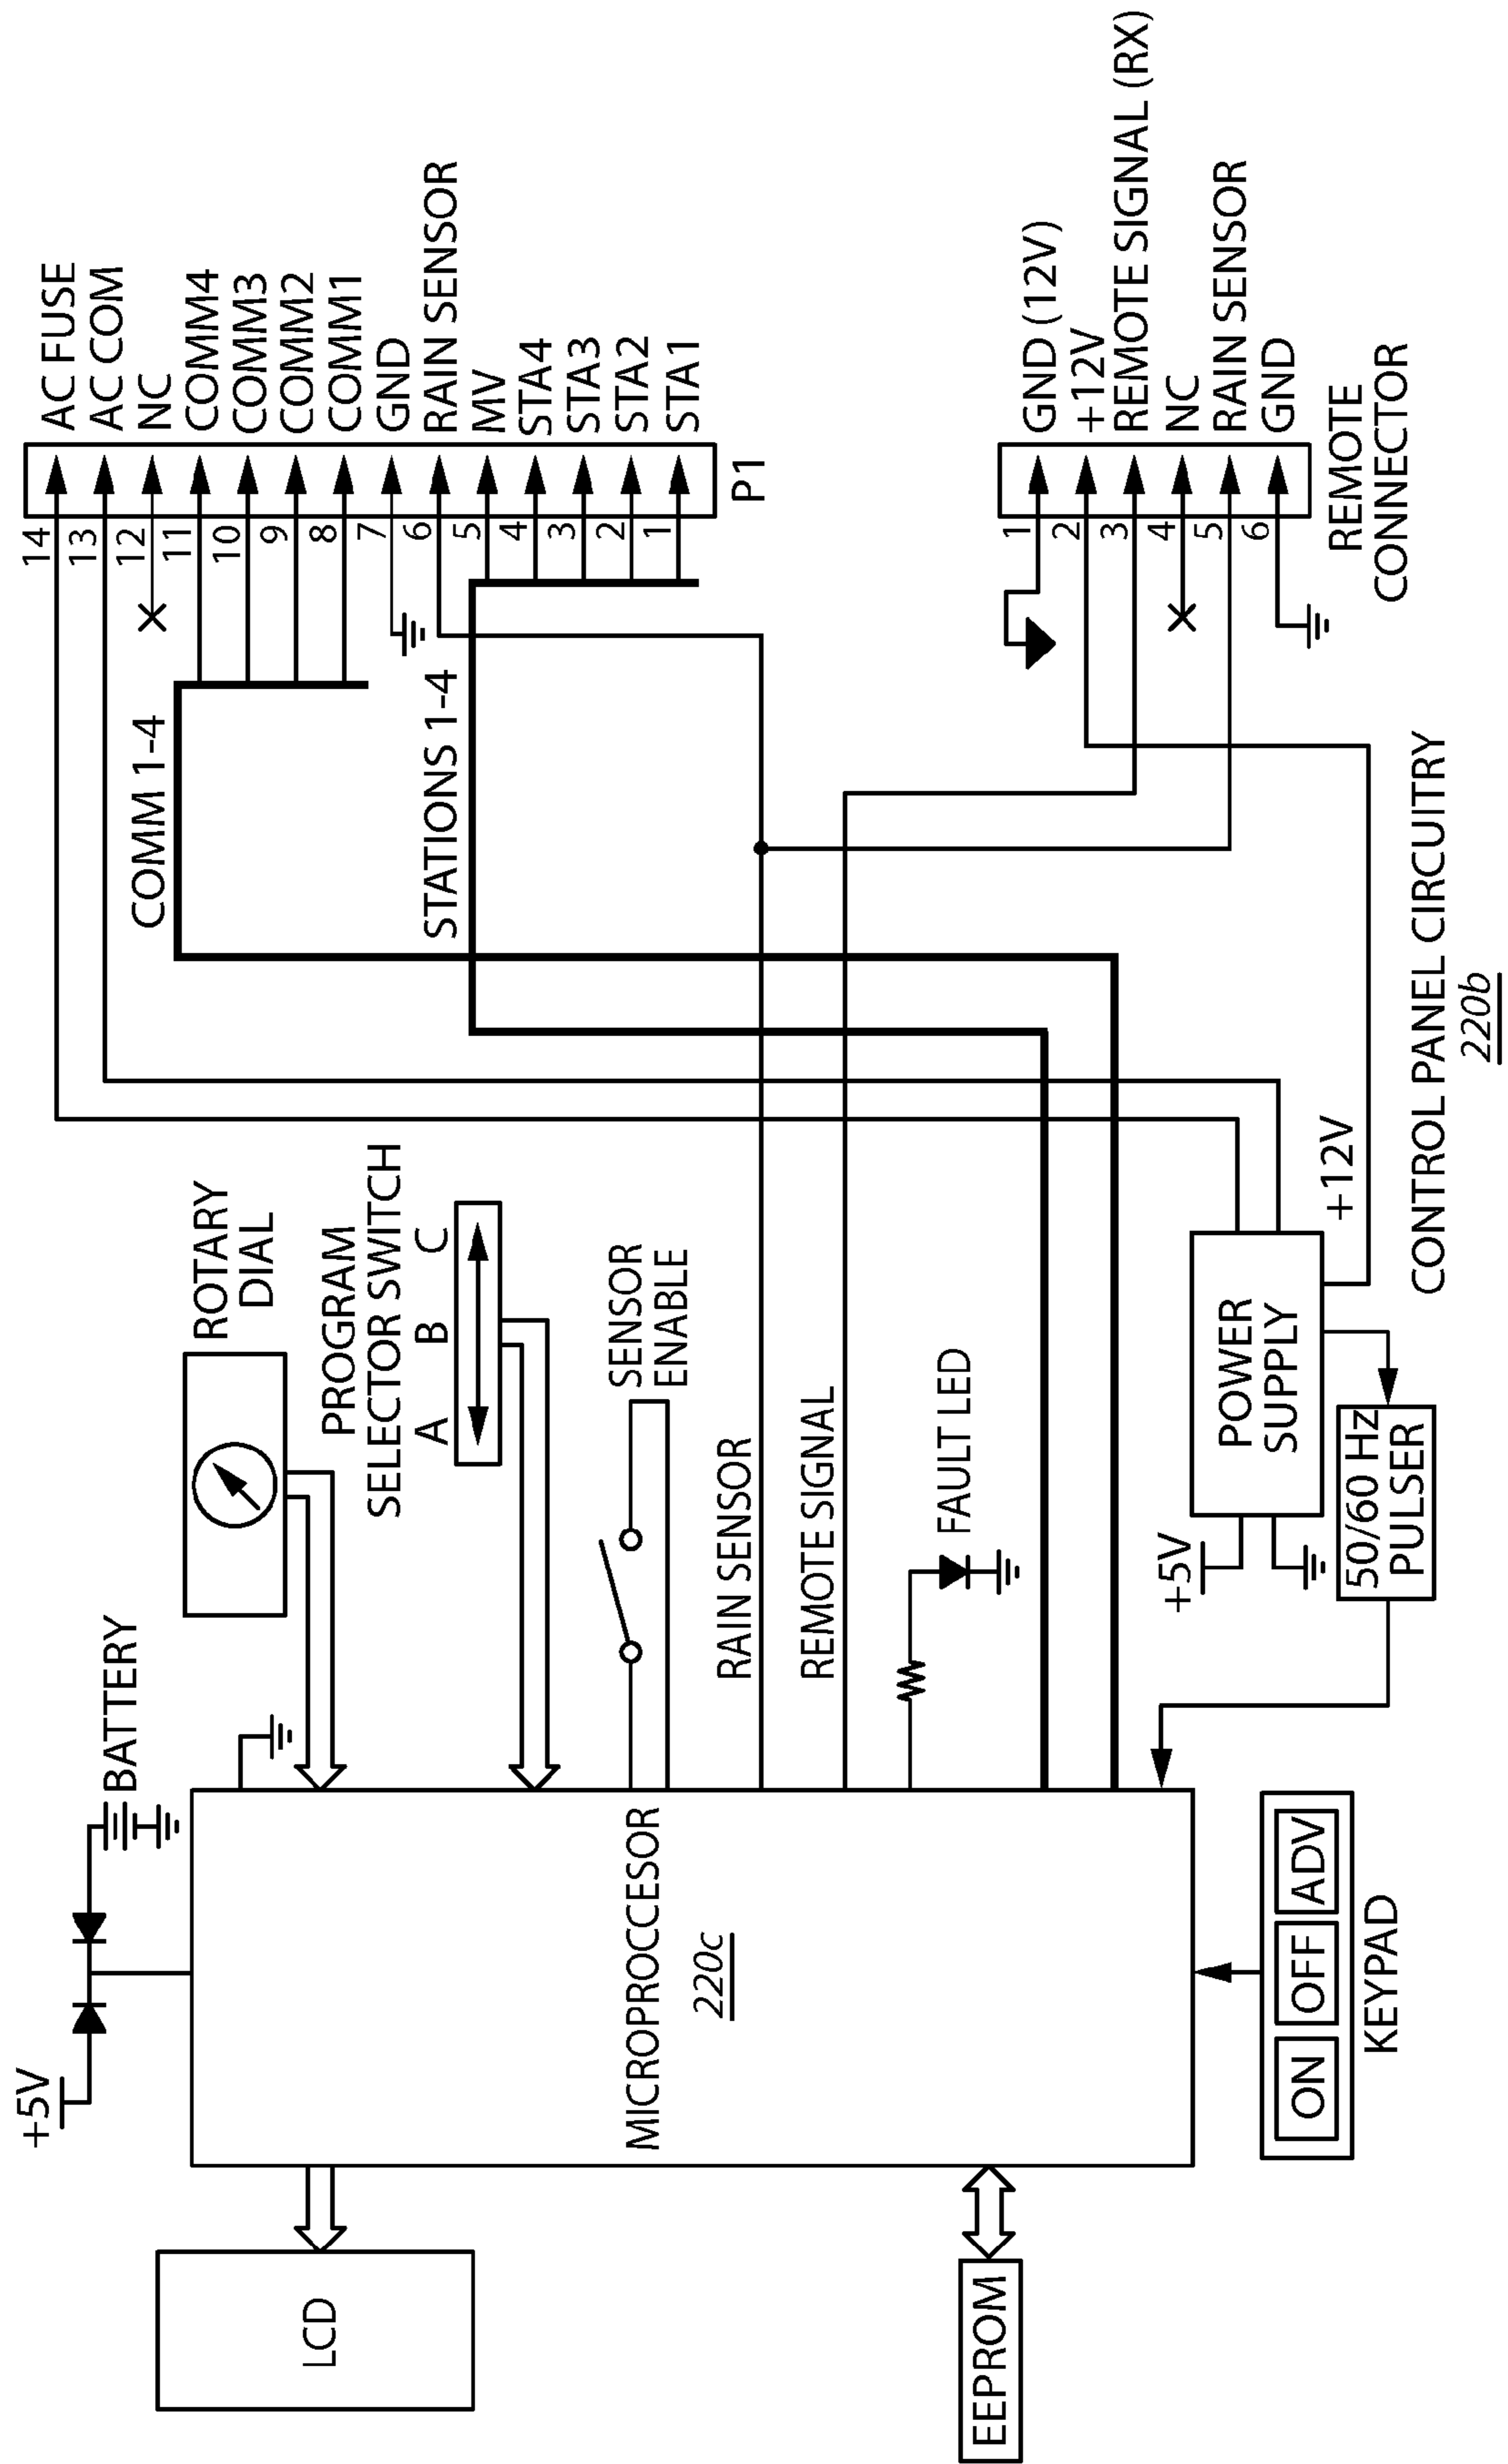 +5V
BATTERY
LCD
EEPROM
MICROPROCCESOR
220c
ON
OFF
ADV
KEYPAD
ROTARY
DIAL
PROGRAM
SELECTOR SWITCH
A B C
SENSOR
ENABLE
RAIN SENSOR
REMOTE SIGNAL
FAULT LED
+5V
POWER
SUPPLY
+12V
50/60 Hz
PULSER
COMM 1-4
STATIONS 1-4
14 AC FUSE
13 AC COM
12 NC
11 COMM4
10 COMM3
9 COMM2
8 COMM1
7 GND
6 RAIN SENSOR
5 MV
4 STA4
3 STA3
2 STA2
1 STA1
P1
1 GND (12V)
2 +12V
3 REMOTE SIGNAL (RX)
4 NC
5 RAIN SENSOR
6 GND
REMOTE
CONNECTOR
CONTROL PANEL CIRCUITRY
220b